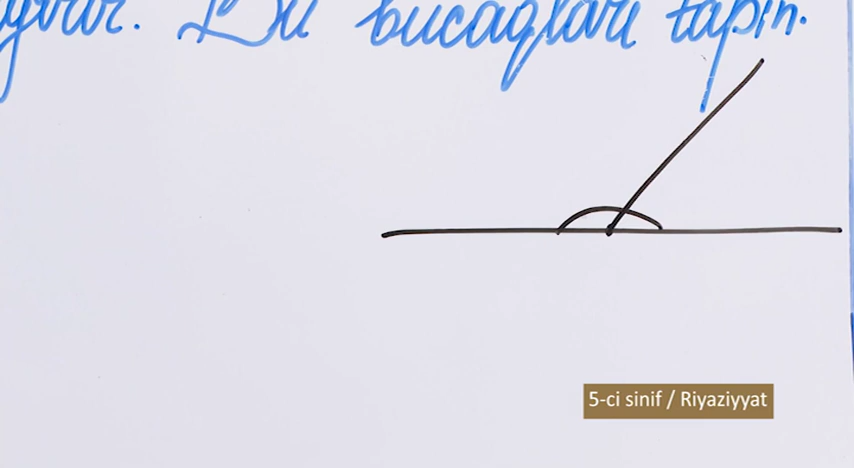 Bu bucaqları tapın.
5-ci sinif / Riyaziyyat